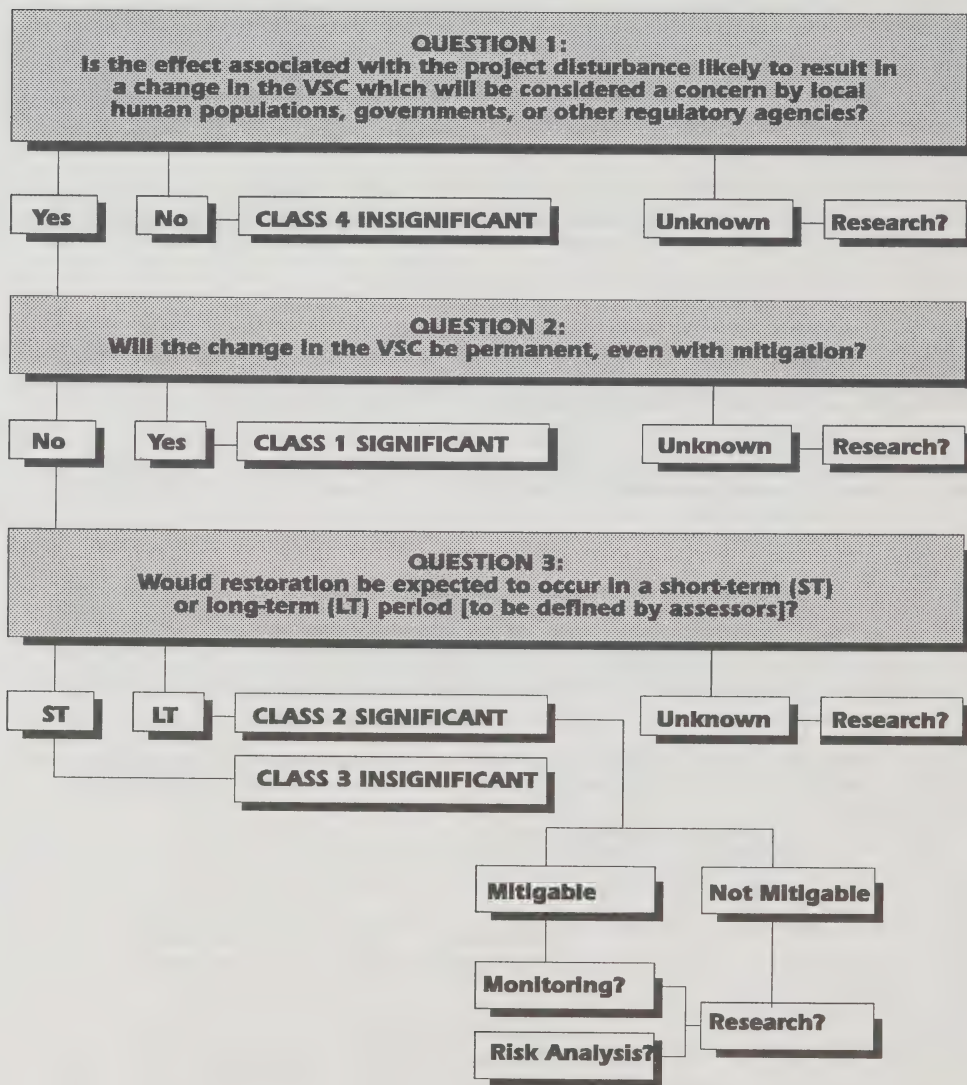 QUESTION 1:
Is the effect associated with the project disturbance likely to result in
a change in the VSC which will be considered a concern by local
human populations, governments, or other regulatory agencies?
Yes
No
CLASS 4 INSIGNIFICANT
Unknown
Research?
QUESTION 2:
Will the change in the VSC be permanent, even with mitigation?
No
Yes
CLASS 1 SIGNIFICANT
Unknown
Research?
QUESTION 3:
Would restoration be expected to occur in a short-term (ST)
or long-term (LT) period [to be defined by assessors]?
ST
LT
CLASS 2 SIGNIFICANT
Unknown
Research?
CLASS 3 INSIGNIFICANT
Mitigable
Not Mitigable
Monitoring?
Research?
Risk Analysis?